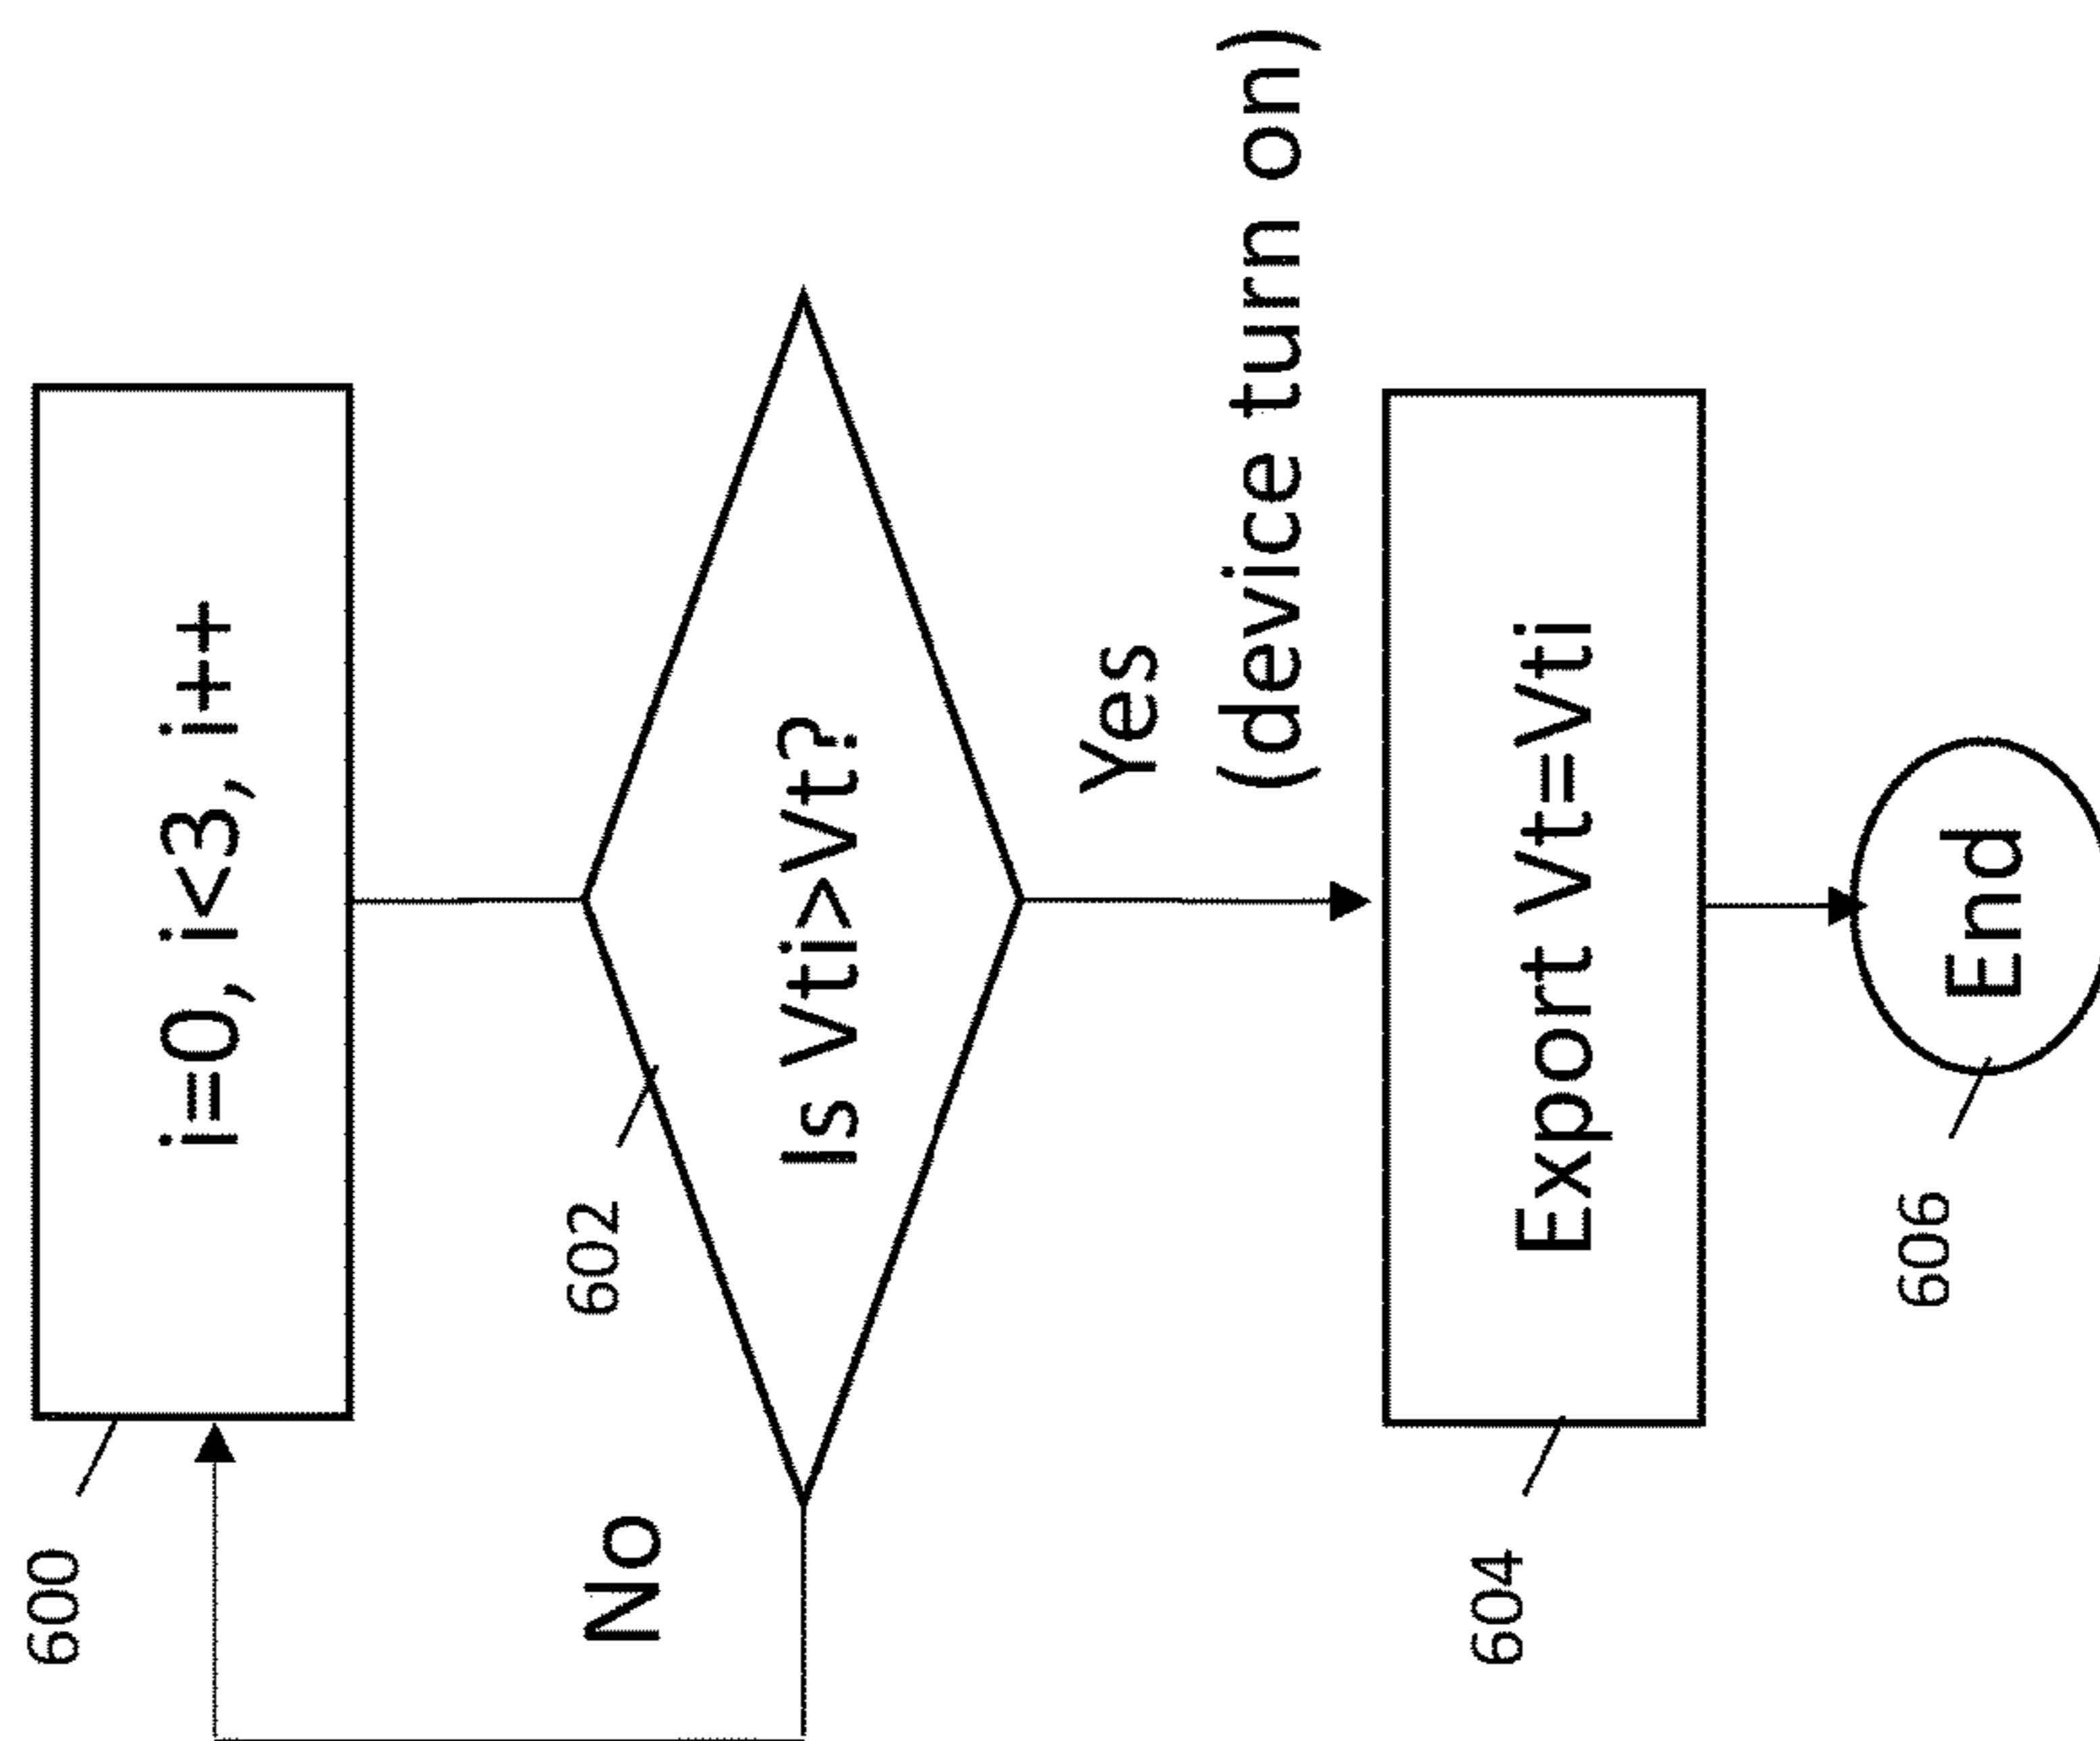 600
i=0, i<3, i++
602
Is Vti>Vt?
No
Yes
(device turn on)
604
Export Vt=Vti
606
End